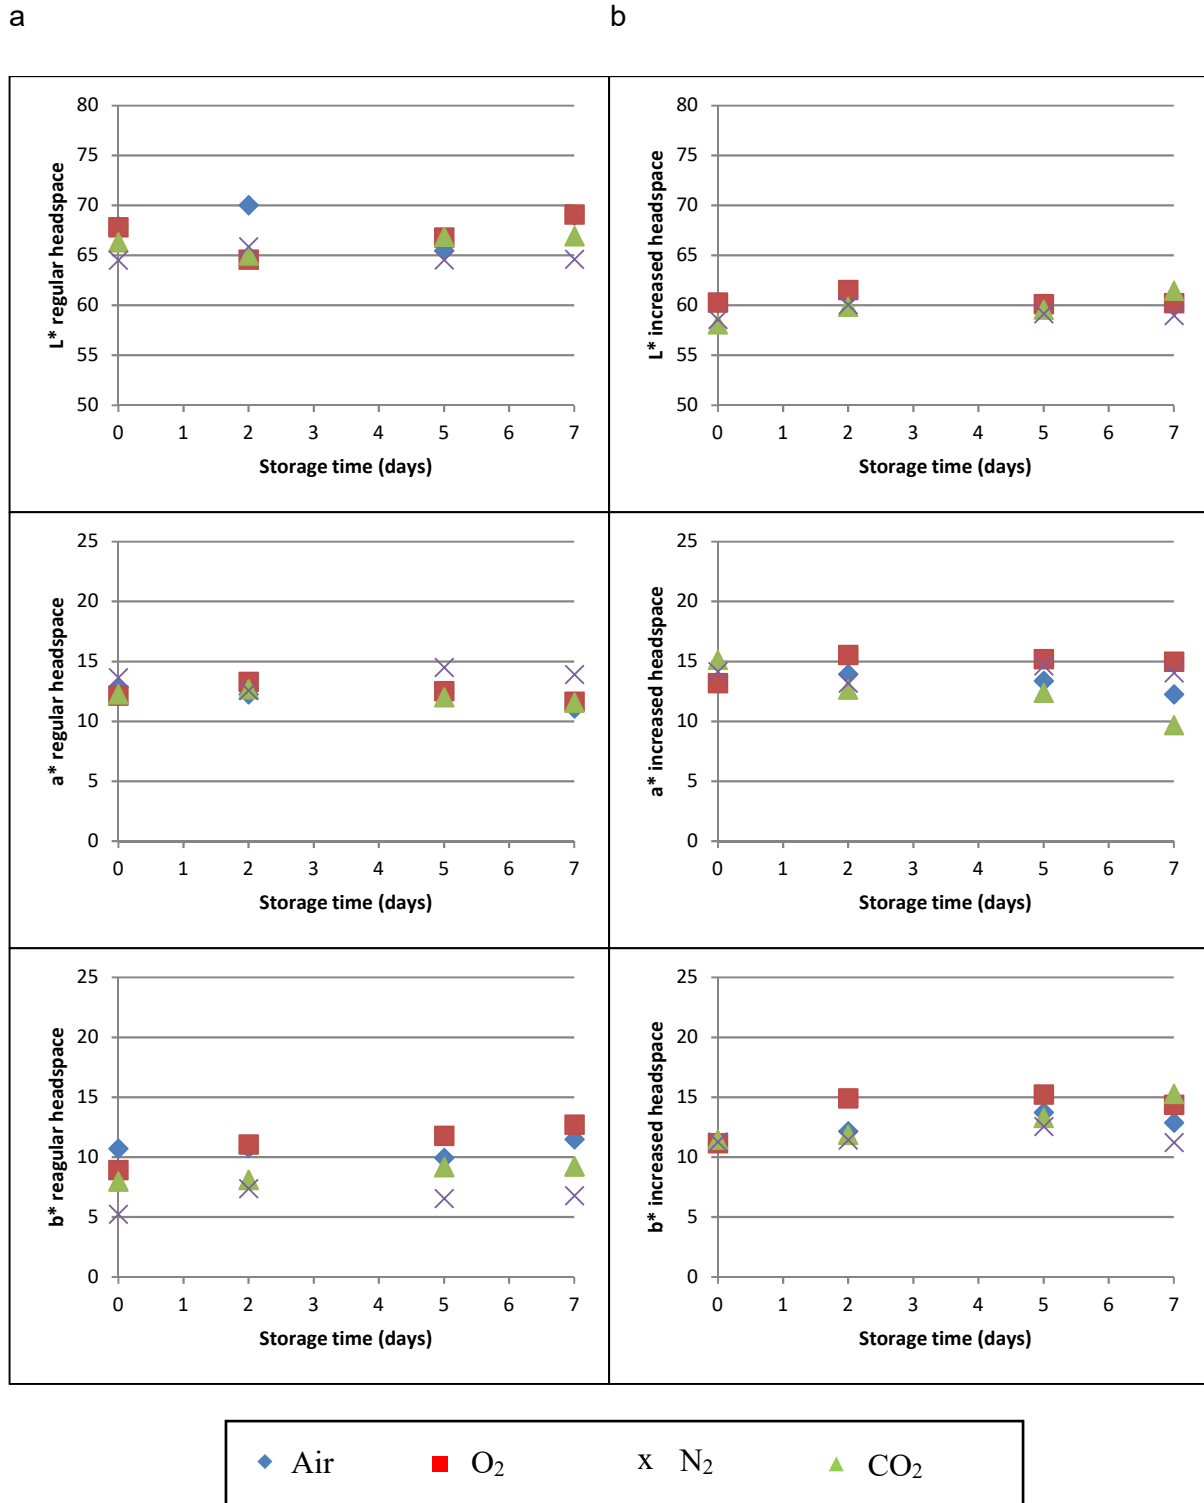 a
b
80
75
70
65
60
55
50
L* regular headspace
0 1 2 3 4 5 6 7
Storage time (days)
80
75
70
65
60
55
50
L* increased headspace
0 1 2 3 4 5 6 7
Storage time (days)
25
20
15
10
5
0
a* regular headspace
0 1 2 3 4 5 6 7
Storage time (days)
25
20
15
10
5
0
a* increased headspace
0 1 2 3 4 5 6 7
Storage time (days)
25
20
15
10
5
0
b* reagular headspace
0 1 2 3 4 5 6 7
Storage time (days)
25
20
15
10
5
0
b* increased headspace
0 1 2 3 4 5 6 7
Storage time (days)
Air O₂ x N₂ CO₂